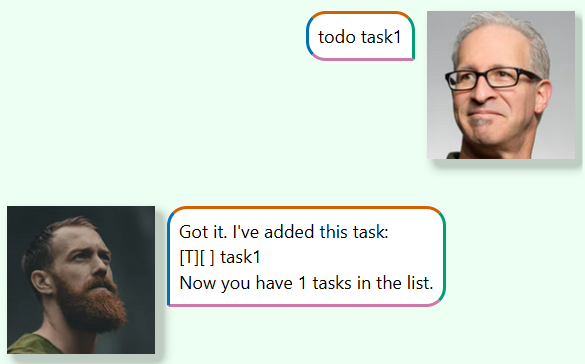 todo task1
Got it. I've added this task:
[T][ ] task1
Now you have 1 tasks in the list.